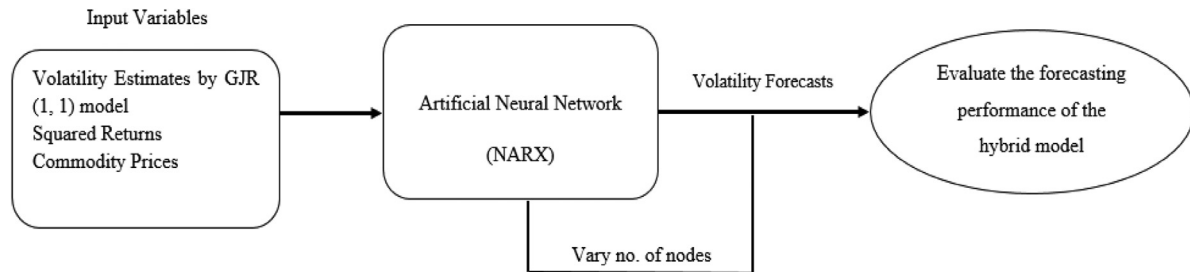 Input Variables
Volatility Estimates by GJR
(1, 1) model
Squared Returns
Commodity Prices
Artificial Neural Network
(NARX)
Volatility Forecasts
Vary no. of nodes
Evaluate the forecasting
performance of the
hybrid model